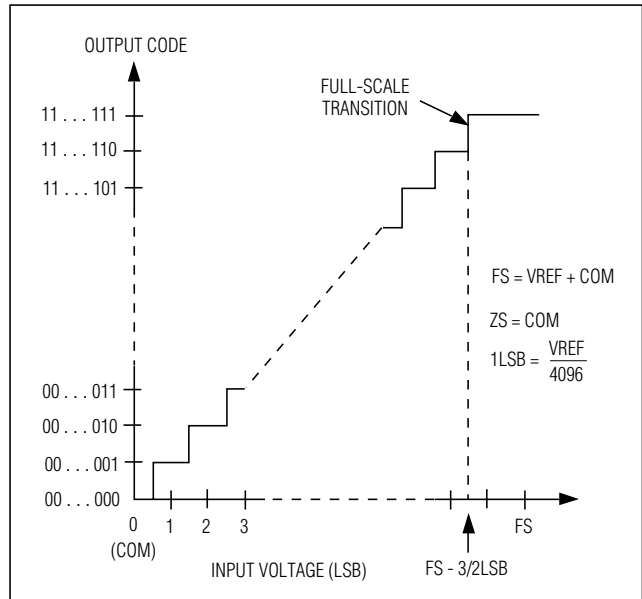 OUTPUT CODE
FULL-SCALE
TRANSITION
11 . . . 111
11 . . . 110
11 . . . 101
FS = VREF + COM
ZS = COM
1LSB = VREF
4096
00 . . . 011
00 . . . 010
00 . . . 001
00 . . . 000
0 1 2 3 FS
(COM)
INPUT VOLTAGE (LSB) FS - 3/2LSB